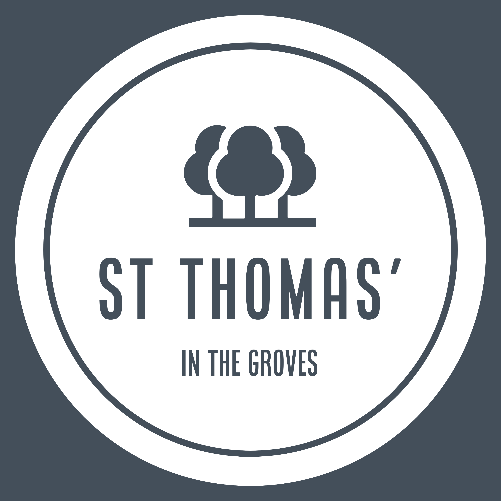 ST THOMAS’
IN THE GROVES